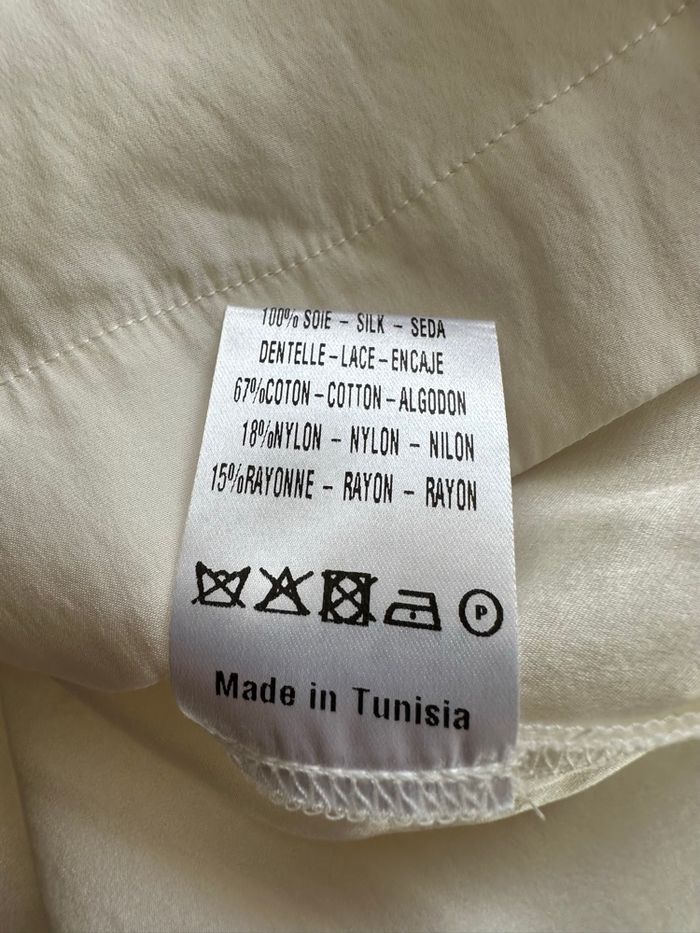 100% SOIE - SILK - SEDA
DENTELLE-LACE-ENCAJE
67%COTON-COTTON-ALGODON
18%NYLON - NYLON - NILON
15%RAYONNE - RAYON - RAYON
P
Made in Tunisia